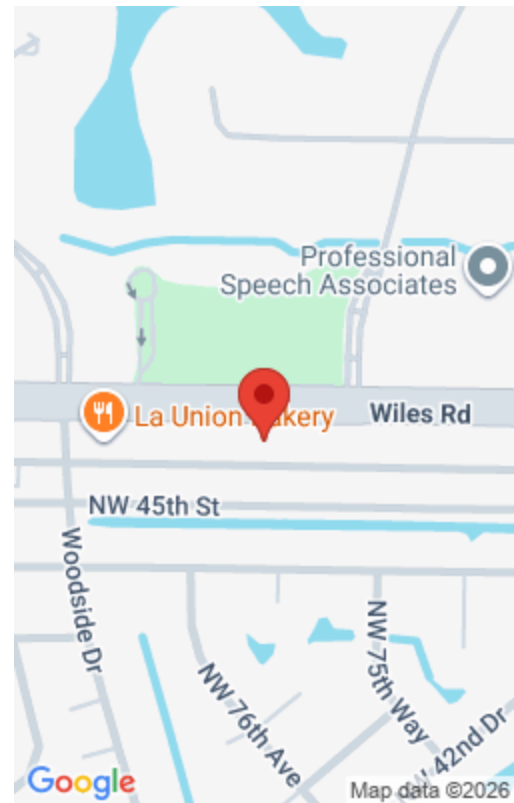 Professional
Speech Associates
La Union Bakery
Wiles Rd
NW 45th St
Woodside Dr
NW 76th Ave
NW 75th Way
42nd Dr
Google
Map data ©2026